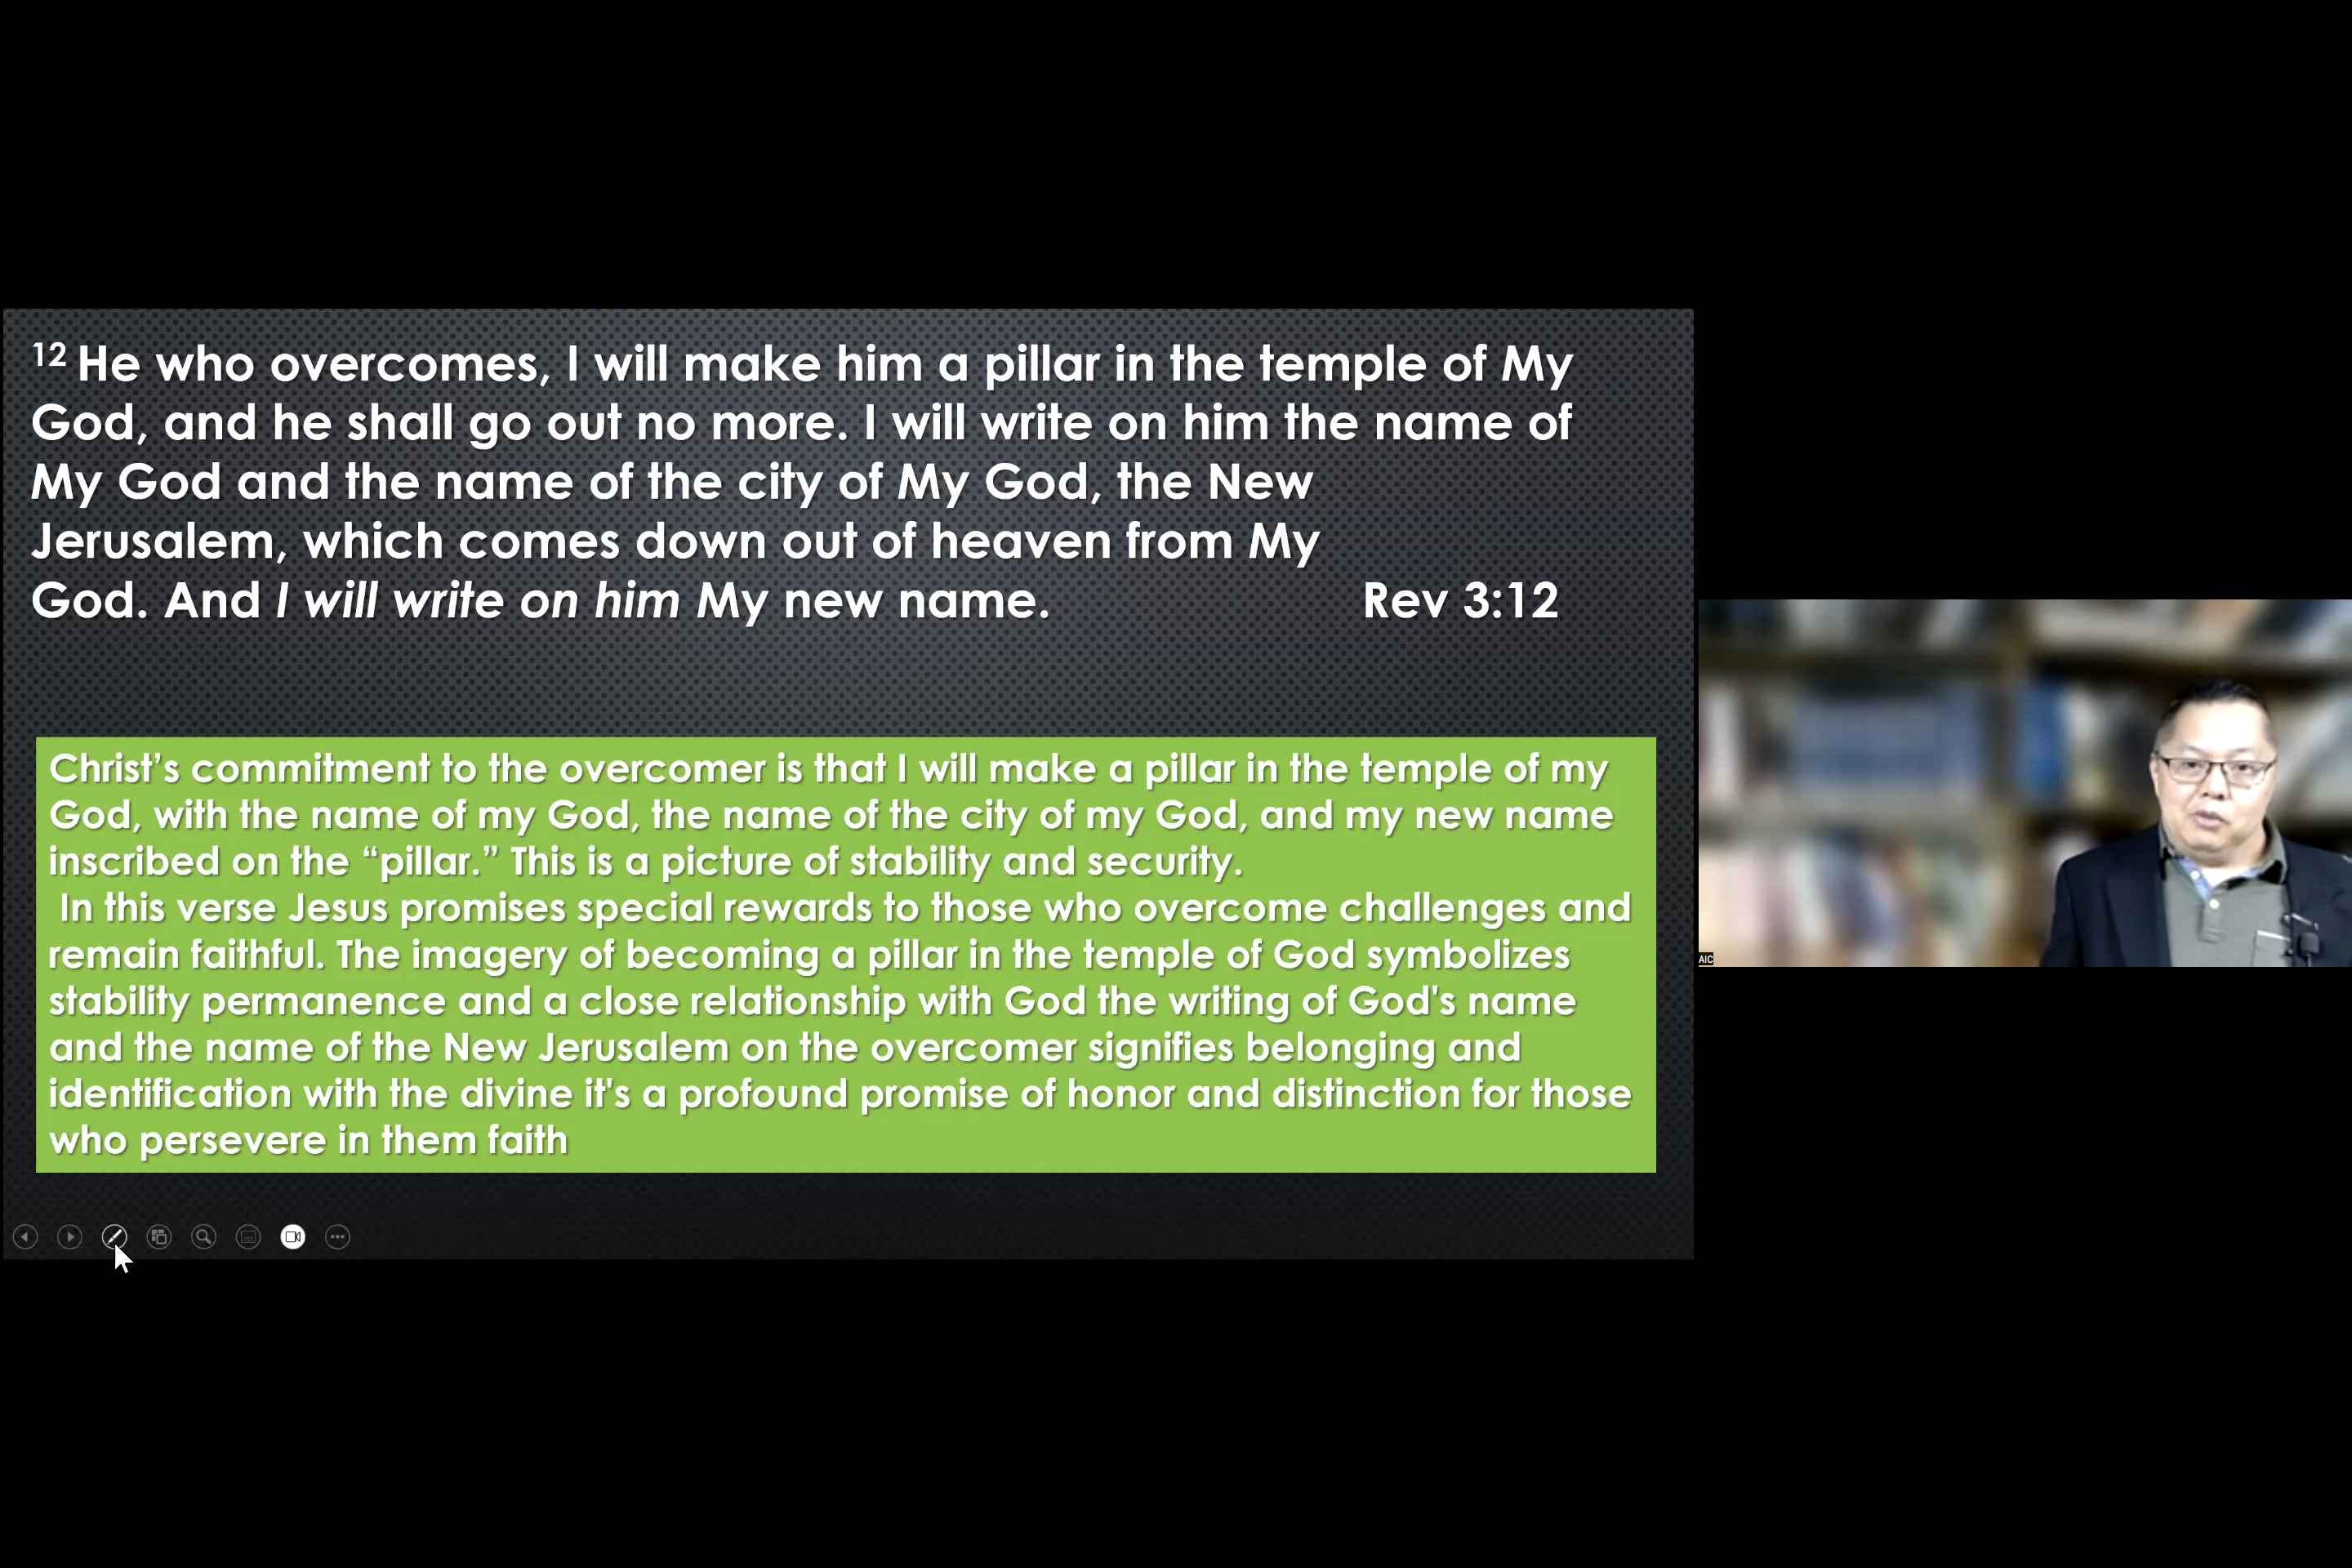 12 He who overcomes, I will make him a pillar in the temple of My
God, and he shall go out no more. I will write on him the name of
My God and the name of the city of My God, the New
Jerusalem, which comes down out of heaven from My
God. And I will write on him My new name. Rev 3:12
Christ’s commitment to the overcomer is that I will make a pillar in the temple of my
God, with the name of my God, the name of the city of my God, and my new name
inscribed on the “pillar.” This is a picture of stability and security.
In this verse Jesus promises special rewards to those who overcome challenges and
remain faithful. The imagery of becoming a pillar in the temple of God symbolizes
stability permanence and a close relationship with God the writing of God's name
and the name of the New Jerusalem on the overcomer signifies belonging and
identification with the divine it's a profound promise of honor and distinction for those
who persevere in them faith
AIC